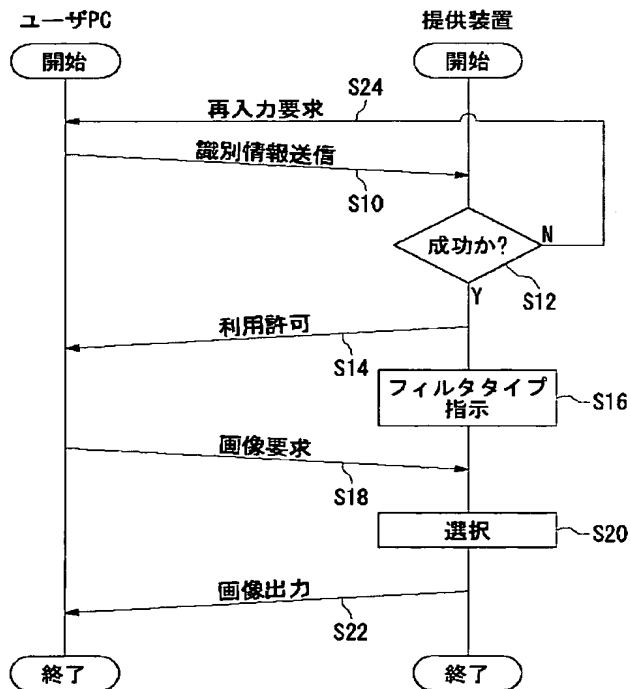 ユーザPC
提供装置
開始
開始
S24
再入力要求
識別情報送信
S10
成功か?
N
S12
Y
利用許可
S14
フィルタタイプ
指示
S16
画像要求
S18
選択
S20
画像出力
S22
終了
終了